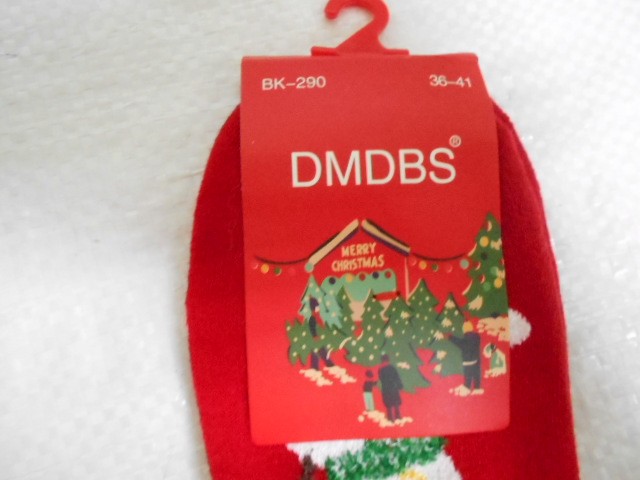 BK-290 36-41
DMDBS®
MERRY
CHRISTMAS